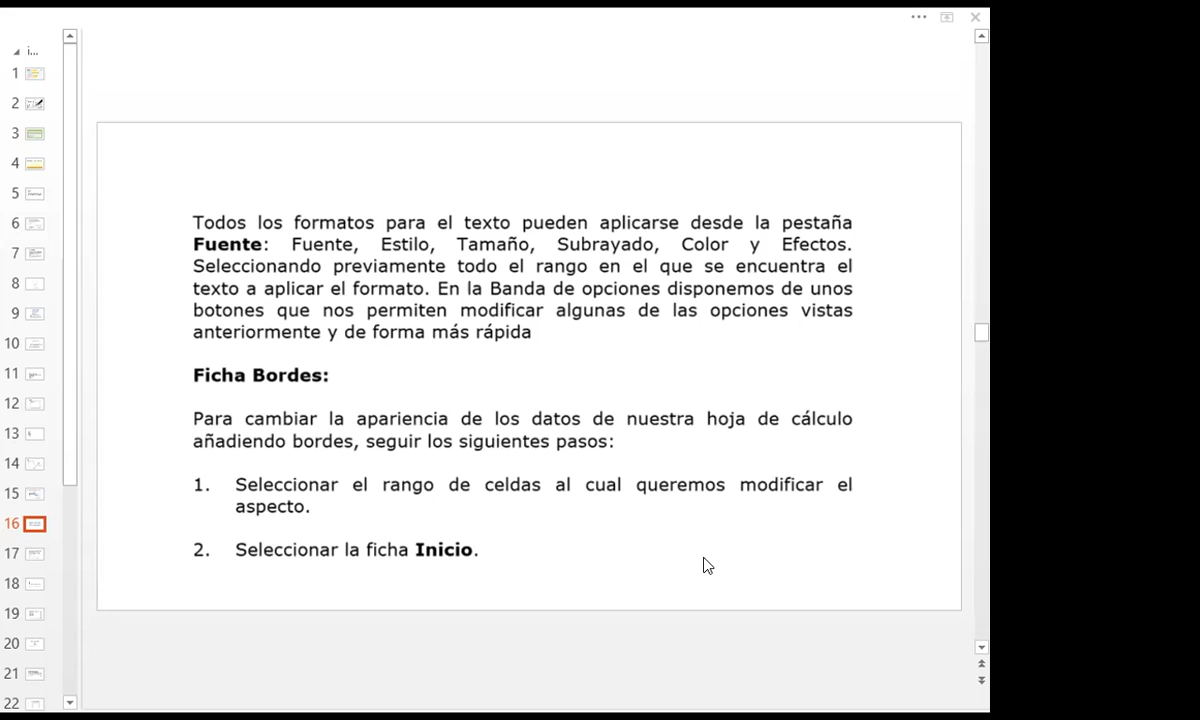 i...
1
2
3
4
5
6
7
8
9
10
11
12
13
14
15
16
17
18
19
20
21
22
Todos los formatos para el texto pueden aplicarse desde la pestaña
Fuente: Fuente, Estilo, Tamaño, Subrayado, Color y Efectos.
Seleccionando previamente todo el rango en el que se encuentra el
texto a aplicar el formato. En la Banda de opciones disponemos de unos
botones que nos permiten modificar algunas de las opciones vistas
anteriormente y de forma más rápida
Ficha Bordes:
Para cambiar la apariencia de los datos de nuestra hoja de cálculo
añadiendo bordes, seguir los siguientes pasos:
1. Seleccionar el rango de celdas al cual queremos modificar el
aspecto.
2. Seleccionar la ficha Inicio.